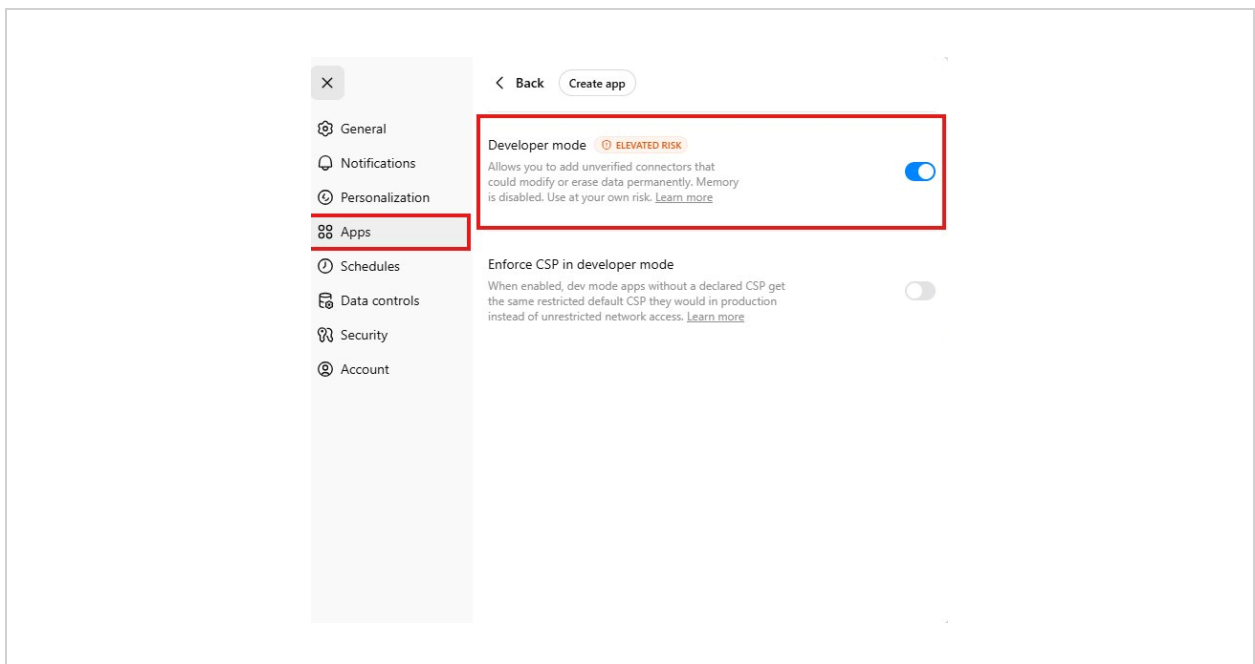 Back
Create app
General
Notifications
Personalization
Apps
Schedules
Data controls
Security
Account
Developer mode ELEVATED RISK
Allows you to add unverified connectors that
could modify or erase data permanently. Memory
is disabled. Use at your own risk. Learn more
Enforce CSP in developer mode
When enabled, dev mode apps without a declared CSP get
the same restricted default CSP they would in production
instead of unrestricted network access. Learn more